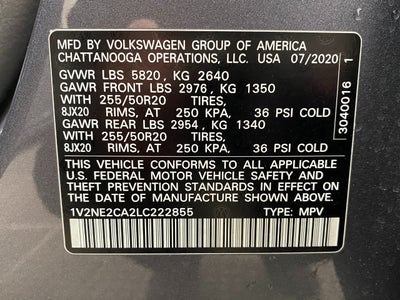 MFD BY VOLKSWAGEN GROUP OF AMERICA
CHATTANOOGA OPERATIONS, LLC. USA 07/2020
GVWR LBS 5820, KG 2640
GAWR FRONT LBS 2976, KG 1350
WITH 255/50R20 TIRES,
8JX20 RIMS, AT 250 KPA, 36 PSI COLD
GAWR REAR LBS 2954, KG 1340
WITH 255/50R20 TIRES,
8JX20 RIMS, AT 250 KPA, 36 PSI COLD
THIS VEHICLE CONFORMS TO ALL APPLICABLE
U.S. FEDERAL MOTOR VEHICLE SAFETY AND
THEFT PREVENTION STANDARDS IN EFFECT ON
THE DATE OF MANUFACTURE SHOWN ABOVE.
1V2NE2CA2LC222855 TYPE: MPV
3040016 1